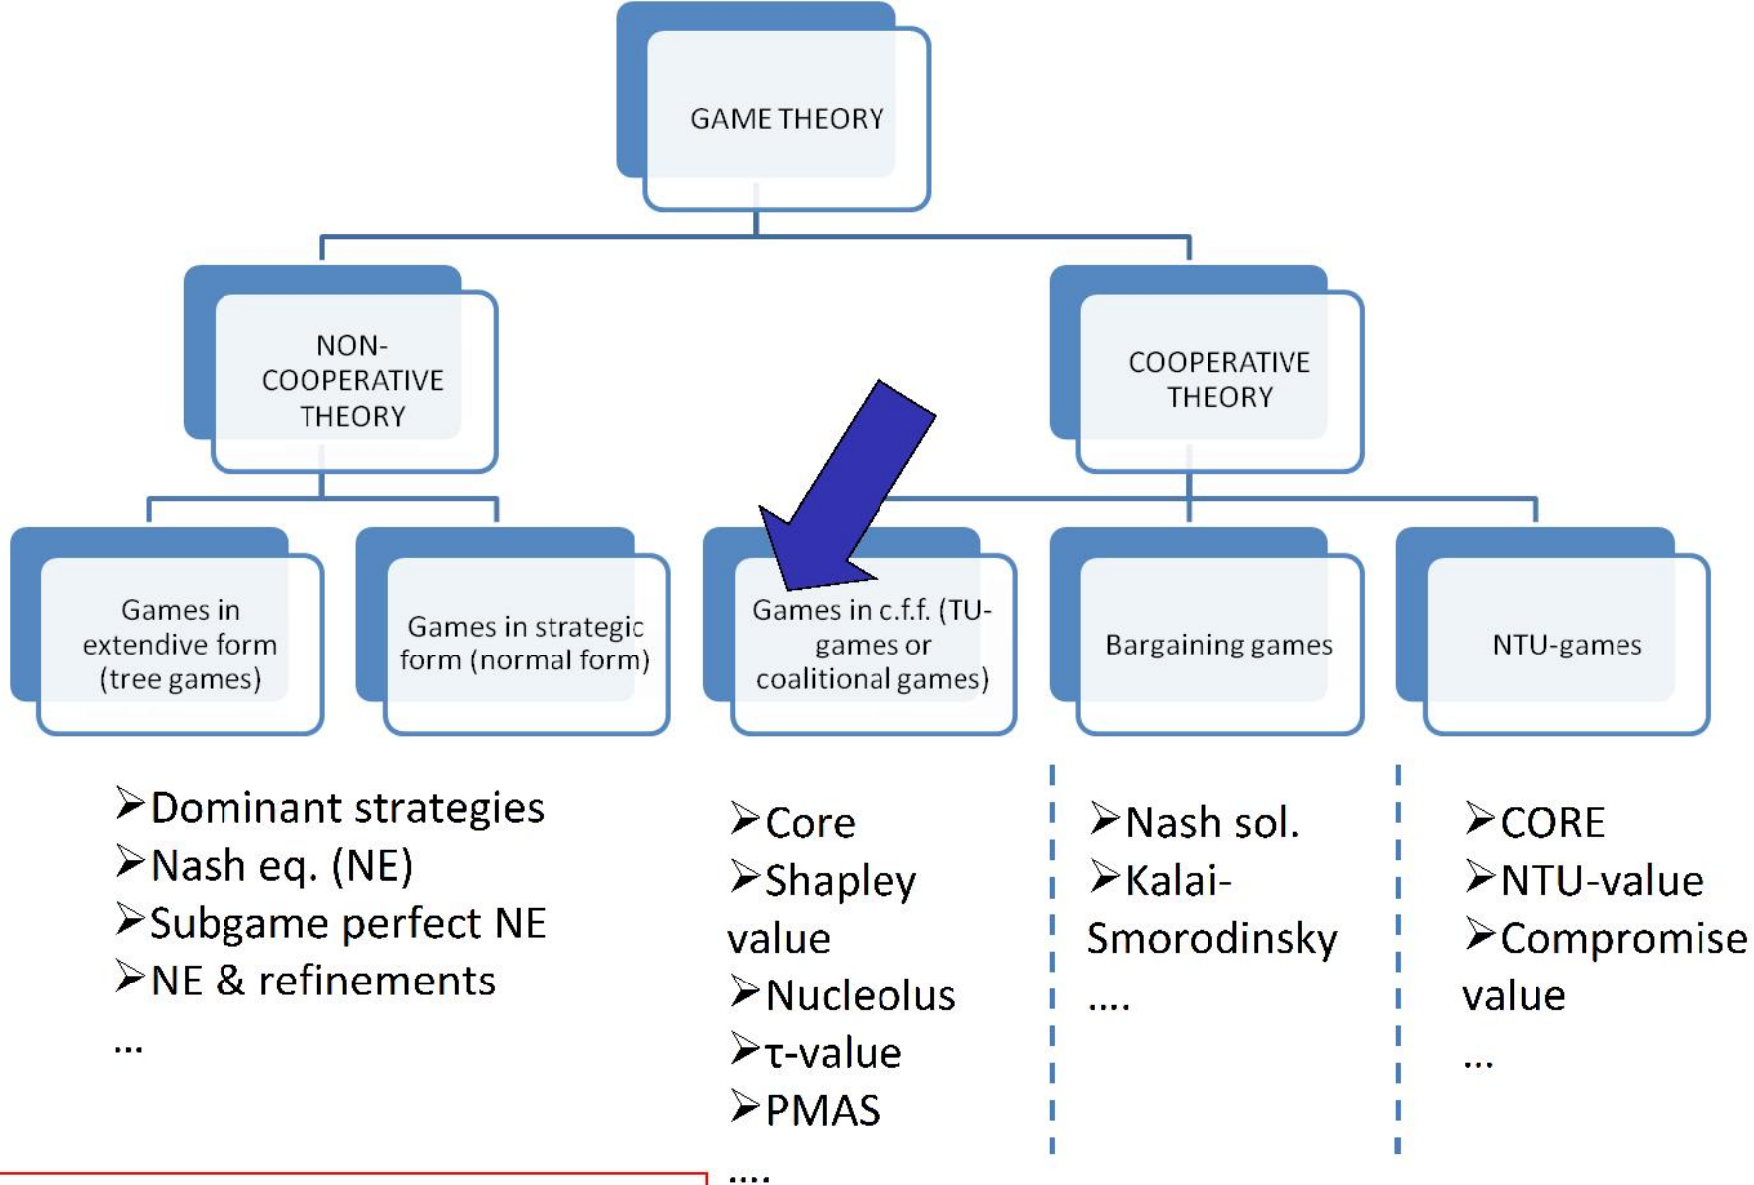 GAME THEORY
NON-
COOPERATIVE
THEORY
COOPERATIVE
THEORY
Games in
extendive form
(tree games)
Games in strategic
form (normal form)
Games in c.f.f. (TU-
games or
coalitional games)
Bargaining games
NTU-games
➢Dominant strategies
➢Nash eq. (NE)
➢Subgame perfect NE
➢NE & refinements
...
➢Core
➢Shapley
value
➢Nucleolus
➢τ-value
➢PMAS
....
➢Nash sol.
➢Kalai-
Smorodinsky
....
➢CORE
➢NTU-value
➢Compromise
value
...